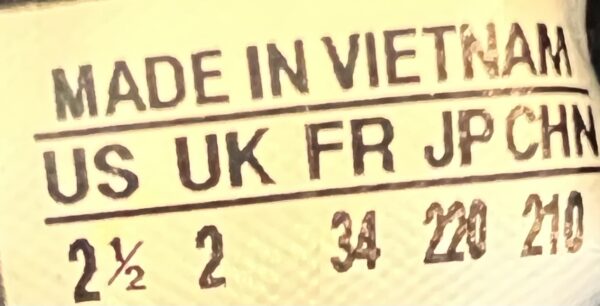 MADE IN VIETNAM
US UK FR JP CHN
2½ 2 34 220 210